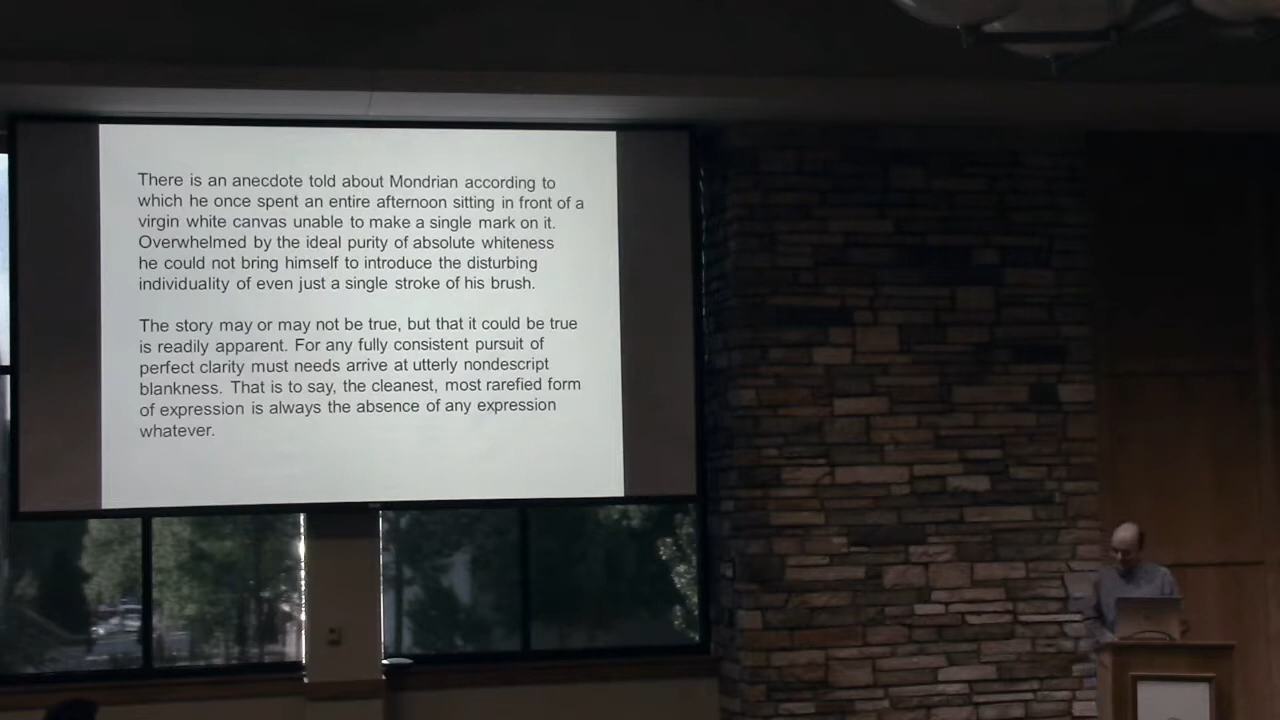 There is an anecdote told about Mondrian according to
which he once spent an entire afternoon sitting in front of a
virgin white canvas unable to make a single mark on it.
Overwhelmed by the ideal purity of absolute whiteness
he could not bring himself to introduce the disturbing
individuality of even just a single stroke of his brush.
The story may or may not be true, but that it could be true
is readily apparent. For any fully consistent pursuit of
perfect clarity must needs arrive at utterly nondescript
blankness. That is to say, the cleanest, most rarefied form
of expression is always the absence of any expression
whatever.